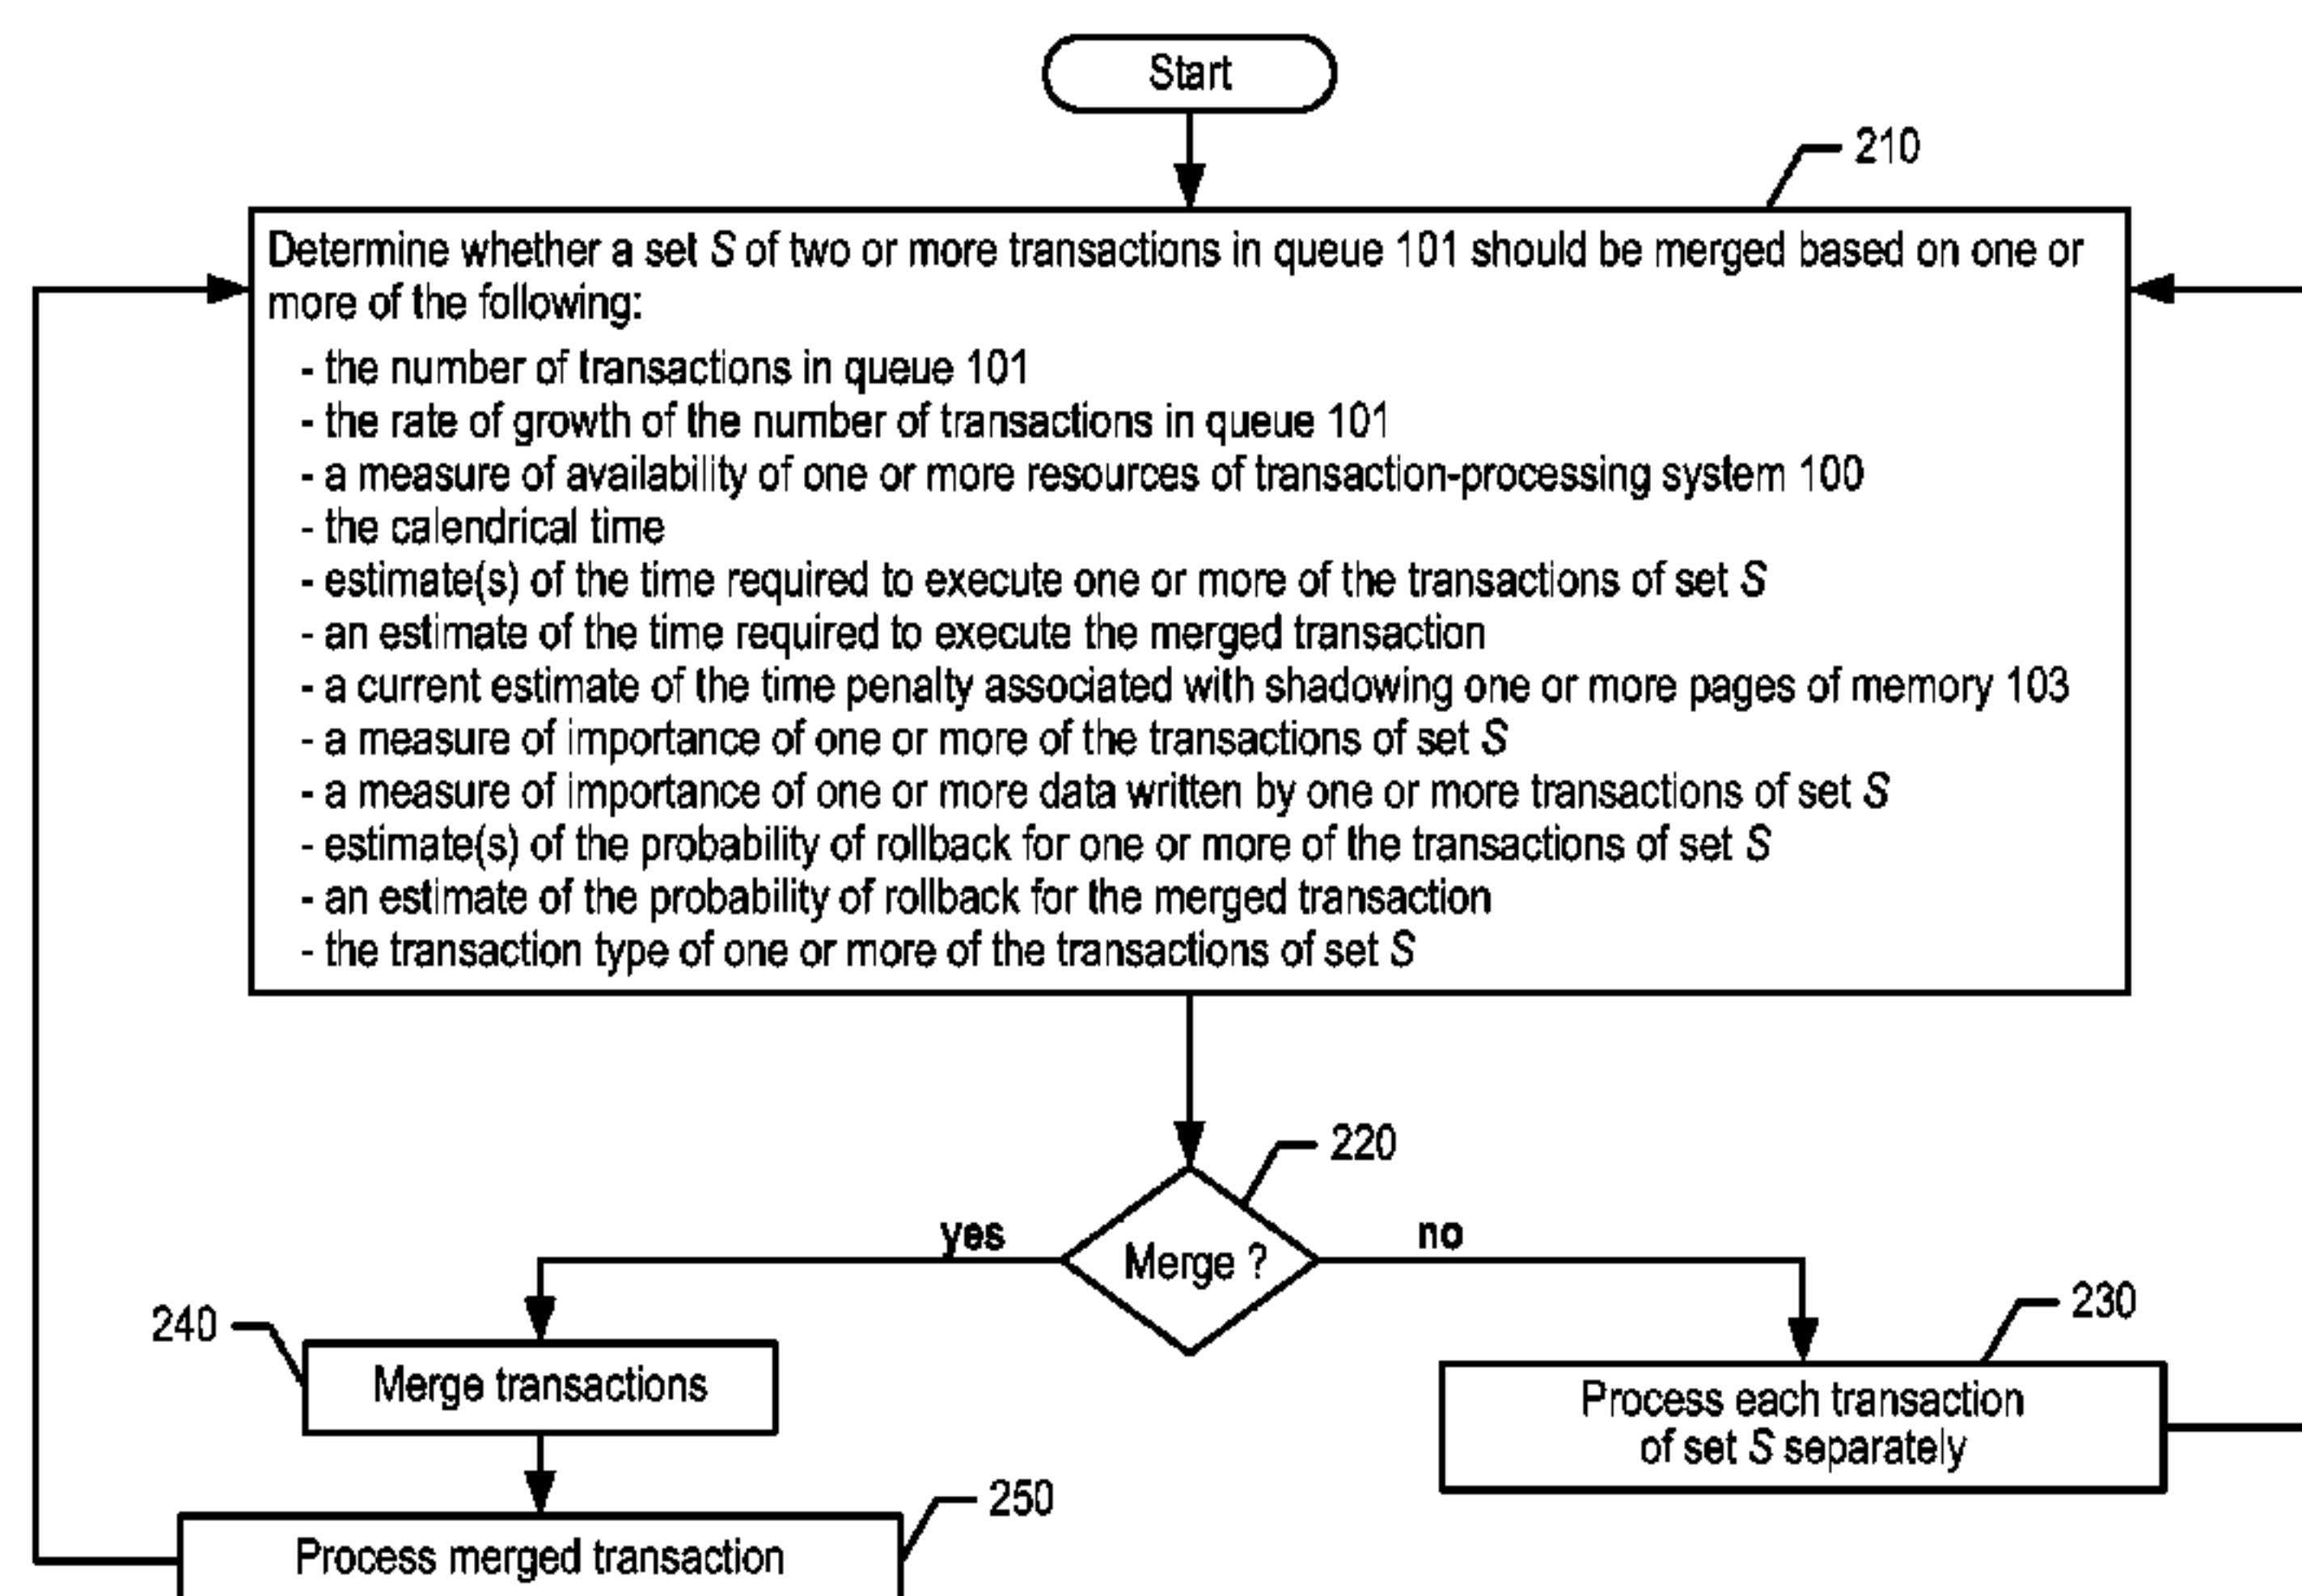 Start
210
Determine whether a set S of two or more transactions in queue 101 should be merged based on one or
more of the following:
- the number of transactions in queue 101
- the rate of growth of the number of transactions in queue 101
- a measure of availability of one or more resources of transaction-processing system 100
- the calendrical time
- estimate(s) of the time required to execute one or more of the transactions of set S
- an estimate of the time required to execute the merged transaction
- a current estimate of the time penalty associated with shadowing one or more pages of memory 103
- a measure of importance of one or more of the transactions of set S
- a measure of importance of one or more data written by one or more transactions of set S
- estimate(s) of the probability of rollback for one or more of the transactions of set S
- an estimate of the probability of rollback for the merged transaction
- the transaction type of one or more of the transactions of set S
220
yes
no
Merge ?
240
230
Merge transactions
Process each transaction
of set S separately
250
Process merged transaction